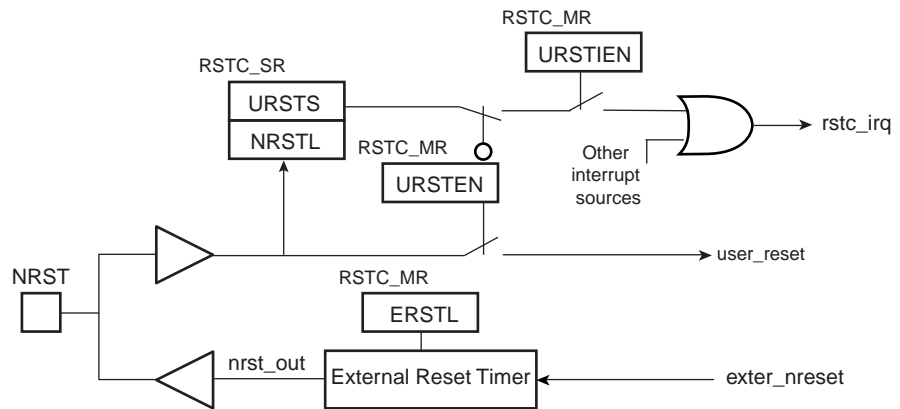 RSTC_MR
URSTIEN
RSTC_SR
URSTS
NRSTL
rstc_irq
RSTC_MR
URSTEN
Other
interrupt
sources
user_reset
NRST
RSTC_MR
ERSTL
nrst_out
External Reset Timer
exter_nreset